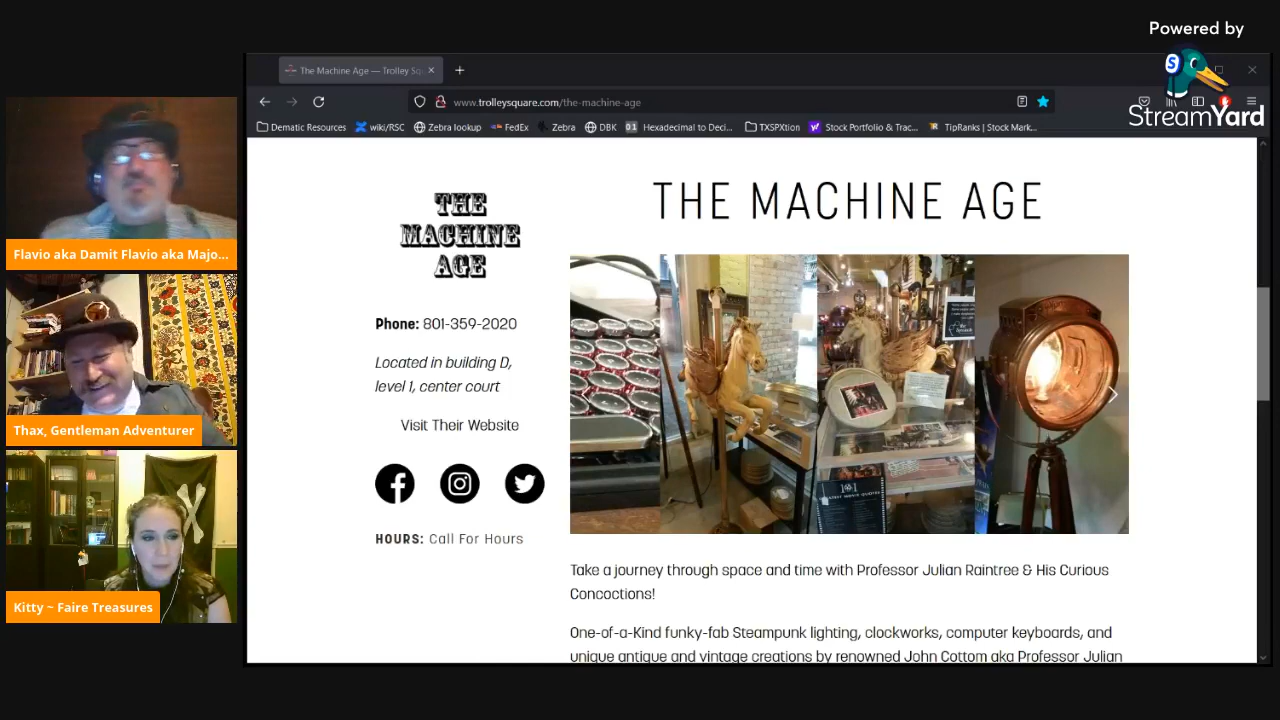 Powered by
StreamYard
The Machine Age — Trolley Sq
www.trolleysquare.com/the-machine-age
Dematic Resources
wiki/RSC
Zebra lookup
FedEx
Zebra
DBK
01 Hexadecimal to Deci...
TXSPXtion
Stock Portfolio & Trac...
TipRanks | Stock Mark...
Flavio aka Damit Flavio aka Majo...
Thax, Gentleman Adventurer
Kitty ~ Faire Treasures
THE
MACHINE
AGE
Phone: 801-359-2020
Located in building D,
level 1, center court
Visit Their Website
HOURS: Call For Hours
THE MACHINE AGE
Take a journey through space and time with Professor Julian Raintree & His Curious
Concoctions!
One-of-a-Kind funky-fab Steampunk lighting, clockworks, computer keyboards, and
unique antique and vintage creations by renowned John Cottom aka Professor Julian